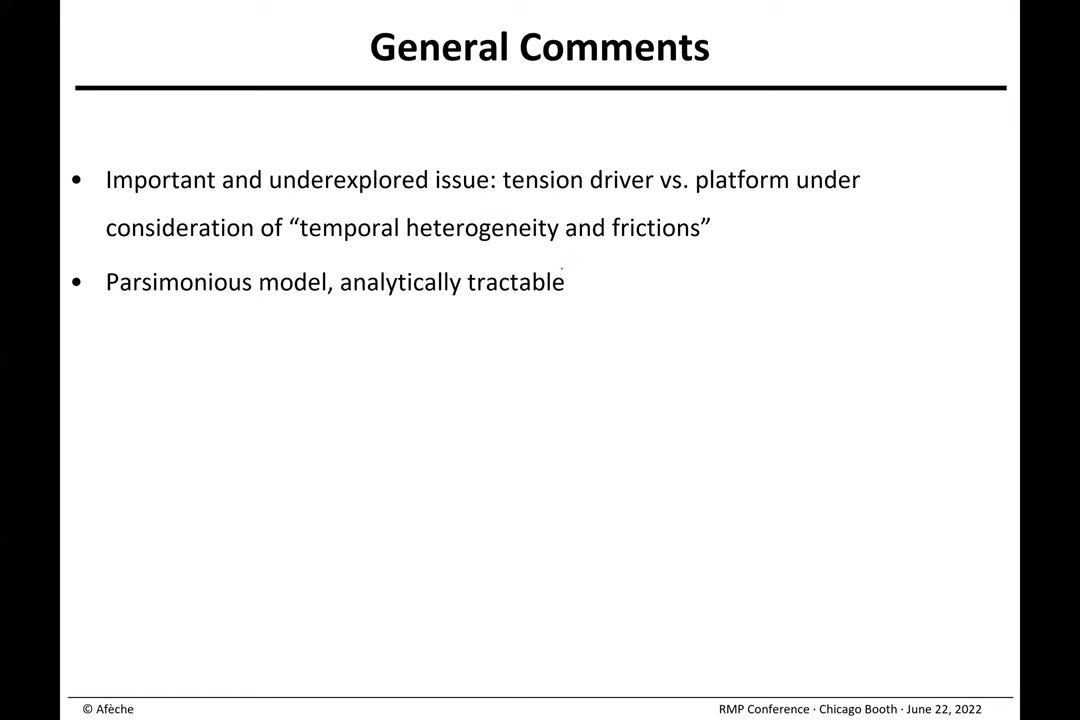 General Comments
• Important and underexplored issue: tension driver vs. platform under
consideration of “temporal heterogeneity and frictions”
• Parsimonious model, analytically tractable
© Afèche
RMP Conference · Chicago Booth · June 22, 2022